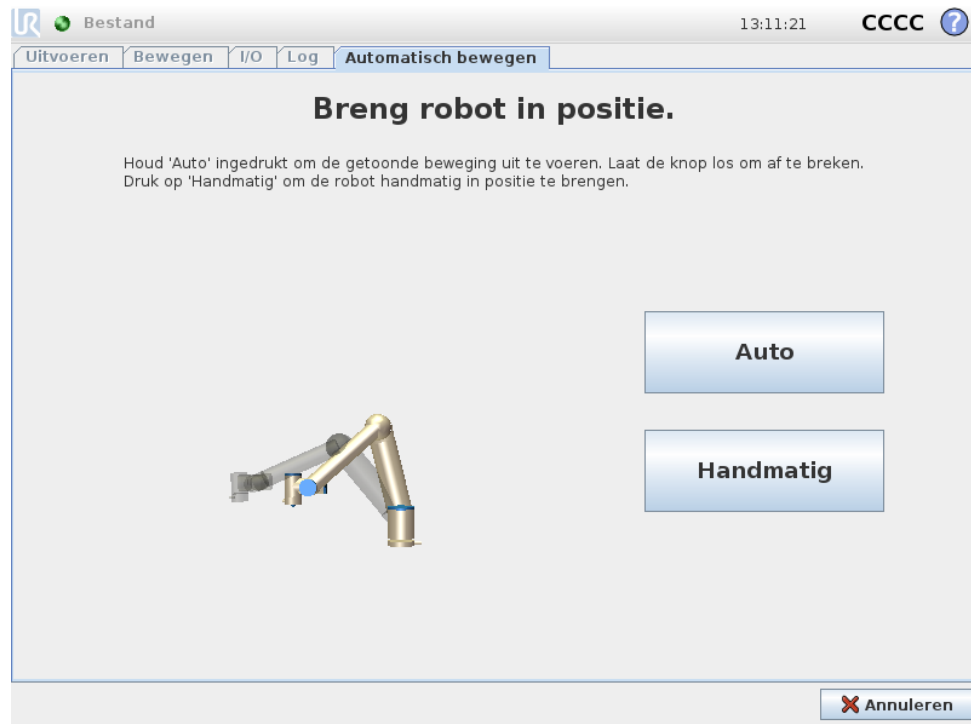 UR Bestand 13:11:21 CCCC ?
Uitvoeren Bewegen I/O Log Automatisch bewegen
Breng robot in positie.
Houd 'Auto' ingedrukt om de getoonde beweging uit te voeren. Laat de knop los om af te breken.
Druk op 'Handmatig' om de robot handmatig in positie te brengen.
Auto
Handmatig
Annuleren